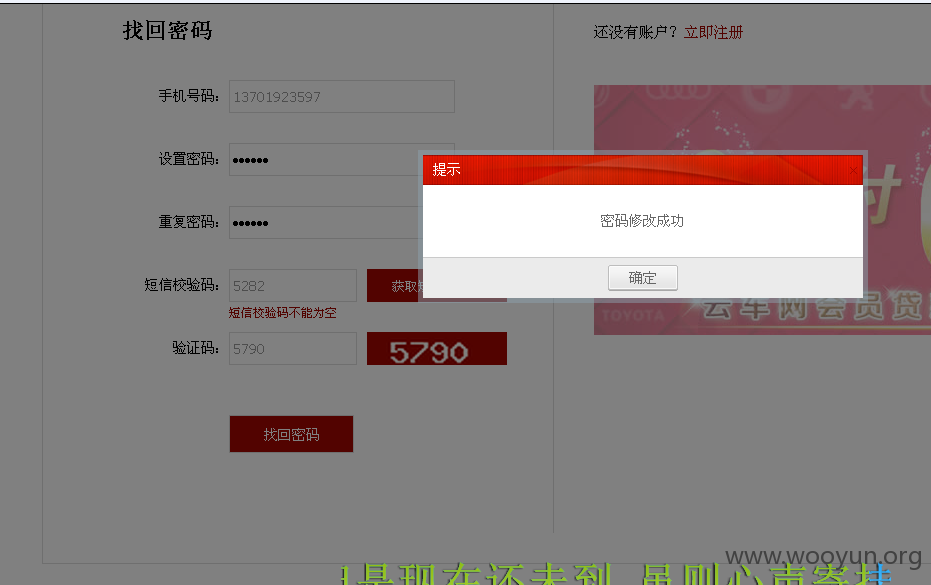 找回密码
还没有账户？立即注册
手机号码： 13701923597
设置密码： ••••••
重复密码： ••••••
短信校验码： 5282 获取
短信校验码不能为空
验证码： 5790 5790
找回密码
提示
密码修改成功
确定
付
TOYOTA 云车网会员贷
www.wooyun.org